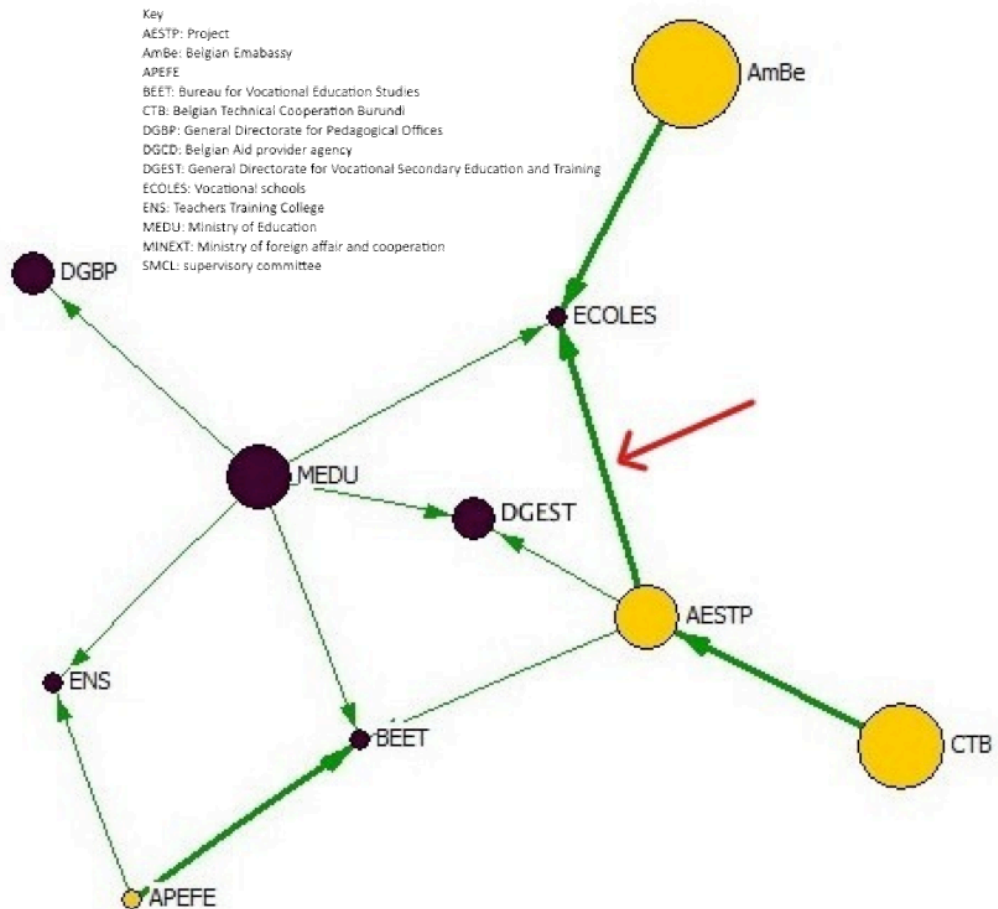 Key
AESTP: Project
AmBe: Belgian Emabassy
APEFE
BEET: Bureau for Vocational Education Studies
CTB: Belgian Technical Cooperation Burundi
DGBP: General Directorate for Pedagogical Offices
DGCD: Belgian Aid provider agency
DGEST: General Directorate for Vocational Secondary Education and Training
ECOLES: Vocational schools
ENS: Teachers Training College
MEDU: Ministry of Education
MINEXT: Ministry of foreign affair and cooperation
SMCL: supervisory committee
AmBe
DGBP
ECOLES
MEDU
DGEST
AESTP
ENS
BEET
CTB
APEFE